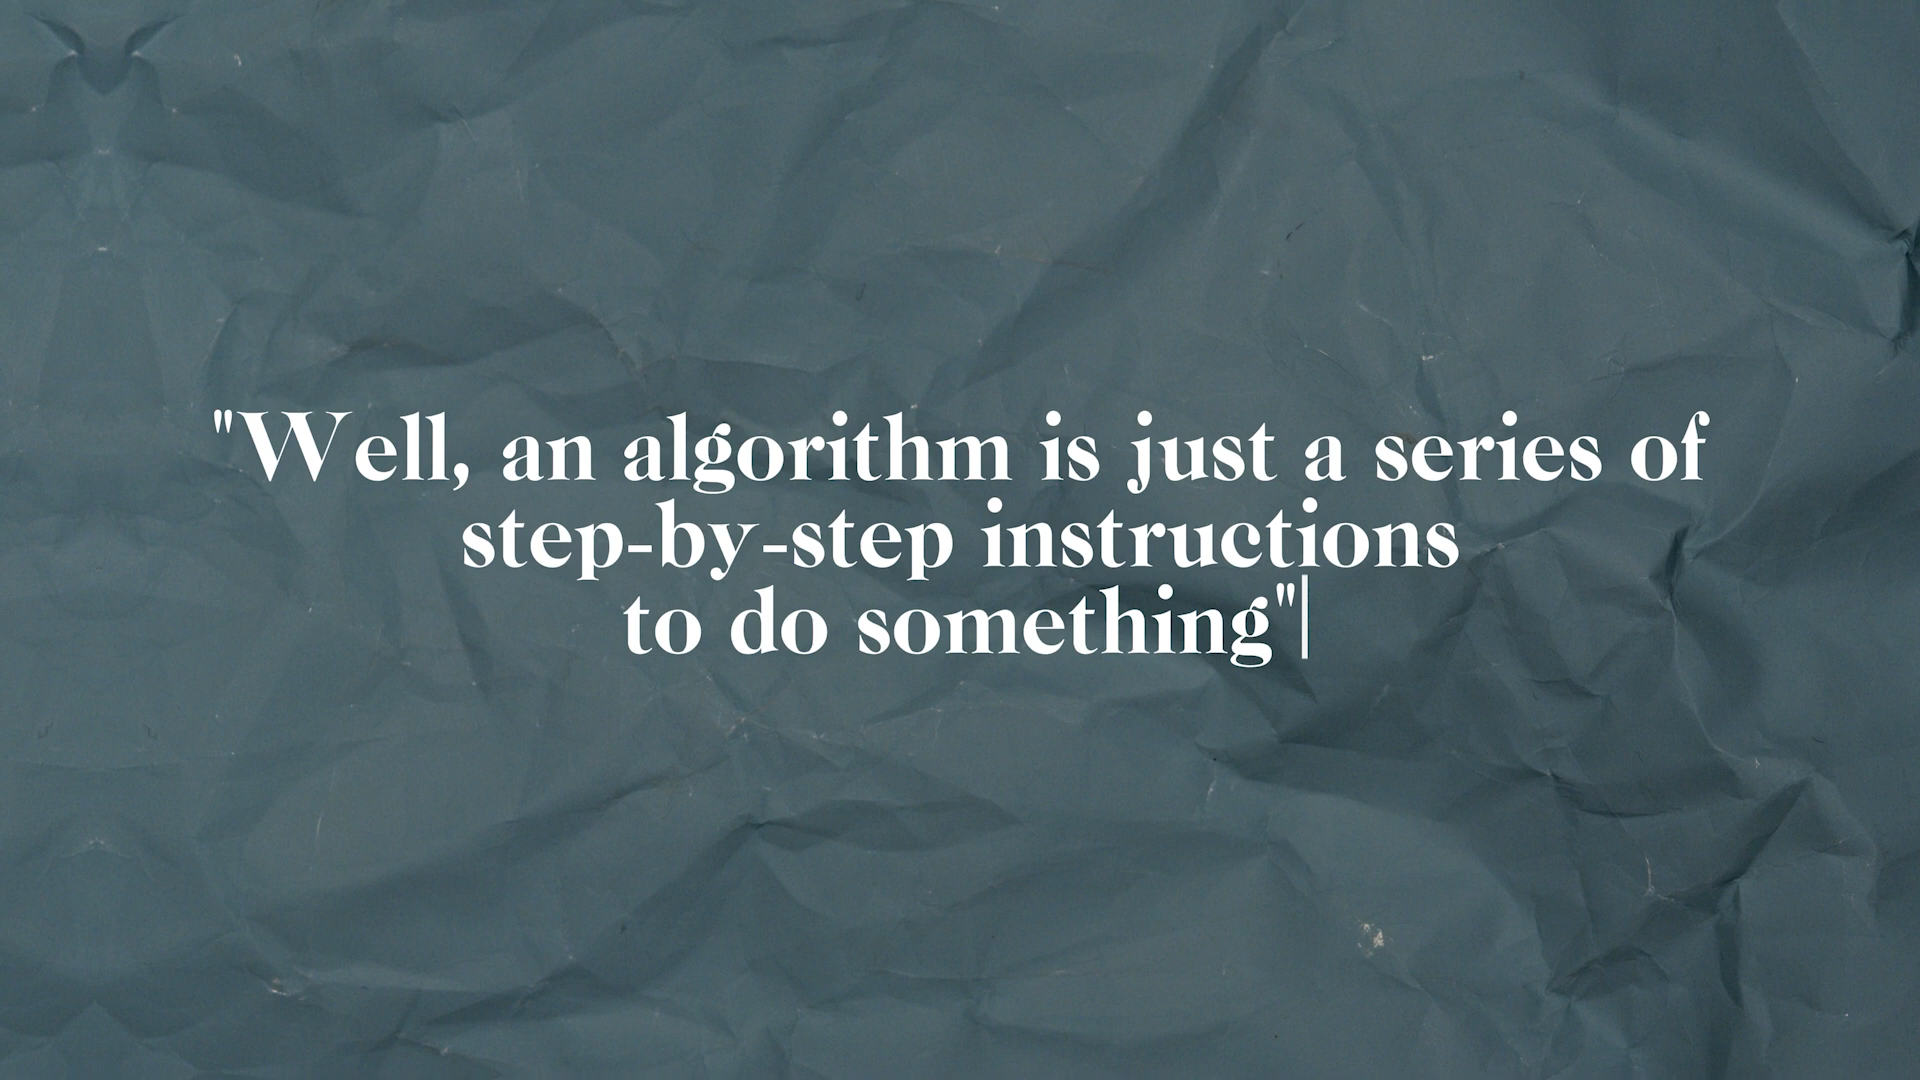 "Well, an algorithm is just a series of
step-by-step instructions
to do something"|